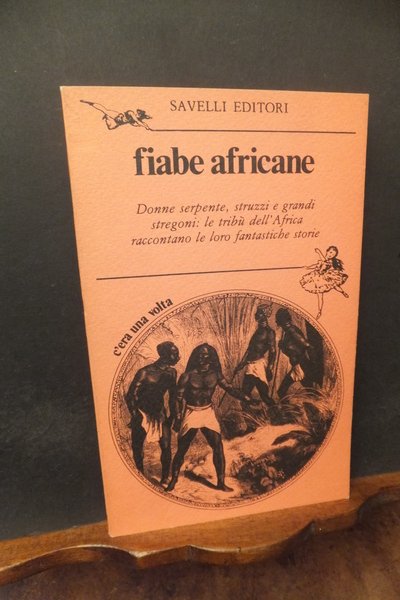 SAVELLI EDITORI
fiabe africane
Donne serpente, struzzi e grandi
stregoni: le tribù dell'Africa
raccontano le loro fantastiche storie
c'era una volta